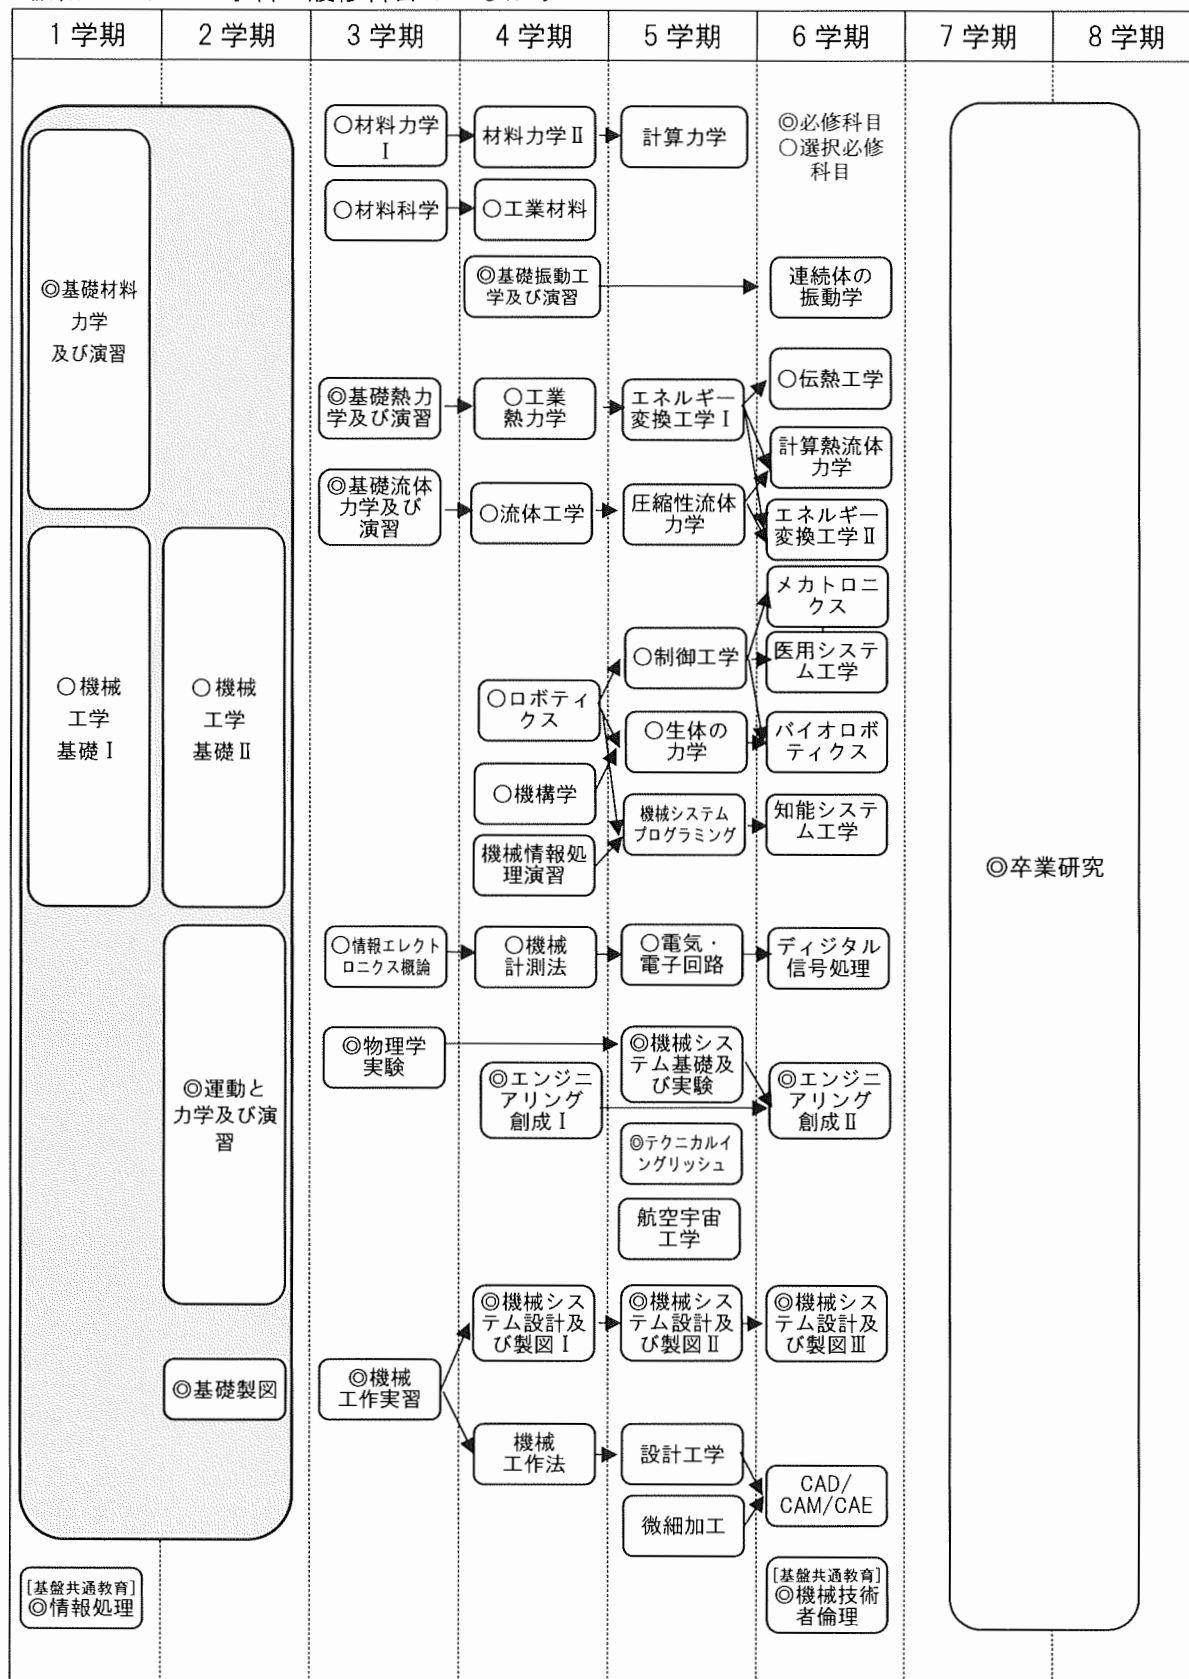 1学期
2学期
3学期
4学期
5学期
6学期
7学期
8学期
◎基礎材料
力学
及び演習
○機械
工学
基礎Ⅰ
[基盤共通教育]
◎情報処理
○機械
工学
基礎Ⅱ
◎運動と
力学及び演
習
◎基礎製図
○材料力学
Ⅰ
○材料科学
◎基礎熱力
学及び演習
◎基礎流体
力学及び
演習
○情報エレクト
ロニクス概論
◎物理学
実験
◎機械
工作実習
材料力学Ⅱ
○工業材料
◎基礎振動工
学及び演習
○工業
熱力学
○流体工学
○ロボティ
クス
○機構学
機械情報処
理演習
○機械
計測法
◎エンジニ
アリング
創成Ⅰ
◎機械シス
テム設計及
び製図Ⅰ
機械
工作法
計算力学
エネルギー
変換工学Ⅰ
圧縮性流体
力学
○制御工学
○生体の
力学
機械システム
プログラミング
○電気・
電子回路
◎機械シス
テム基礎及
び実験
◎テクニカルイ
ングリッシュ
航空宇宙
工学
◎機械シス
テム設計及
び製図Ⅱ
設計工学
微細加工
◎必修科目
○選択必修
科目
連続体の
振動学
○伝熱工学
計算熱流体
力学
エネルギー
変換工学Ⅱ
メカトロニ
クス
医用システ
ム工学
バイオロボ
ティクス
知能システ
ム工学
ディジタル
信号処理
◎エンジニ
アリング
創成Ⅱ
◎機械シス
テム設計及
び製図Ⅲ
CAD/
CAM/CAE
[基盤共通教育]
◎機械技術
者倫理
◎卒業研究